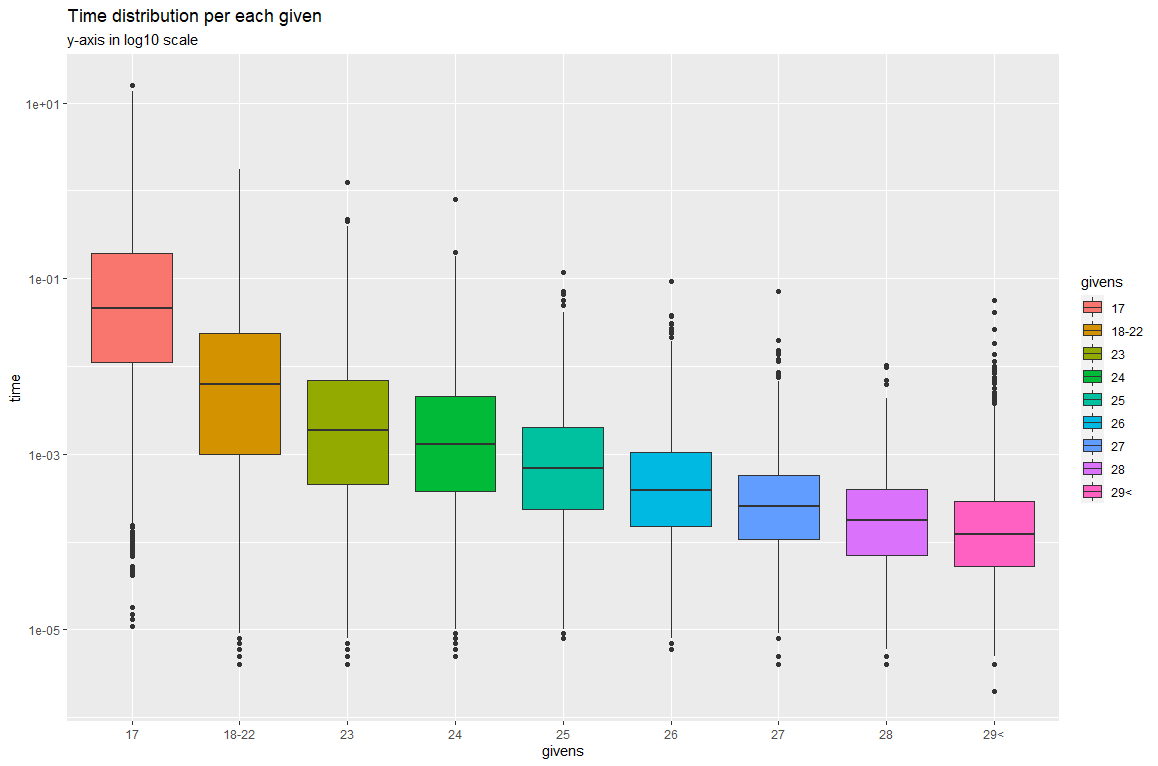 Time distribution per each given
y-axis in log10 scale
1e+01
1e-01
1e-03
1e-05
time
17
18-22
23
24
25
26
27
28
29<
givens
givens
17
18-22
23
24
25
26
27
28
29<